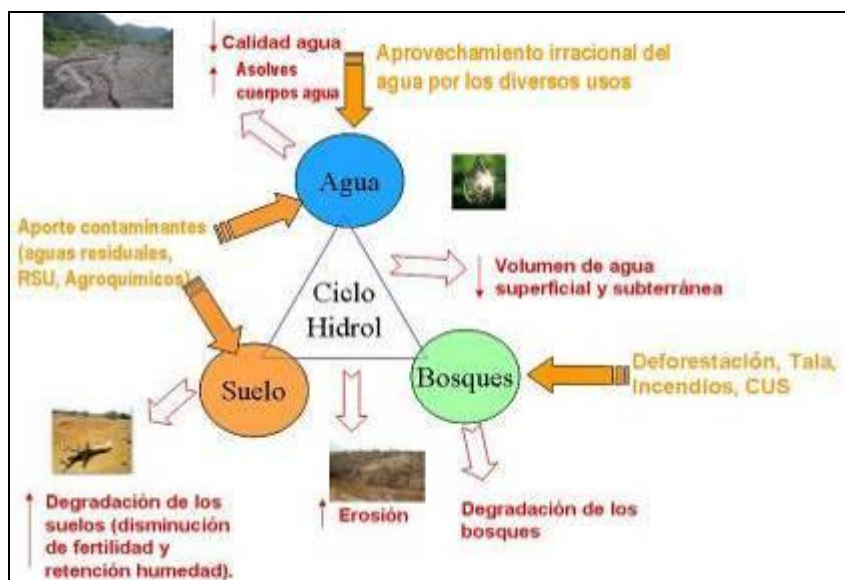 Calidad agua
Asolves
cuerpos agua
Aprovechamiento irracional del
agua por los diversos usos
Agua
Aporte contaminantes
(aguas residuales,
RSU, Agroquímicos)
Volumen de agua
superficial y subterránea
Ciclo
Hidrol
Suelo
Bosques
Deforestación, Tala,
Incendios, CUS
Degradación de los
suelos (disminución
de fertilidad y
retención humedad).
Erosión
Degradación de los
bosques